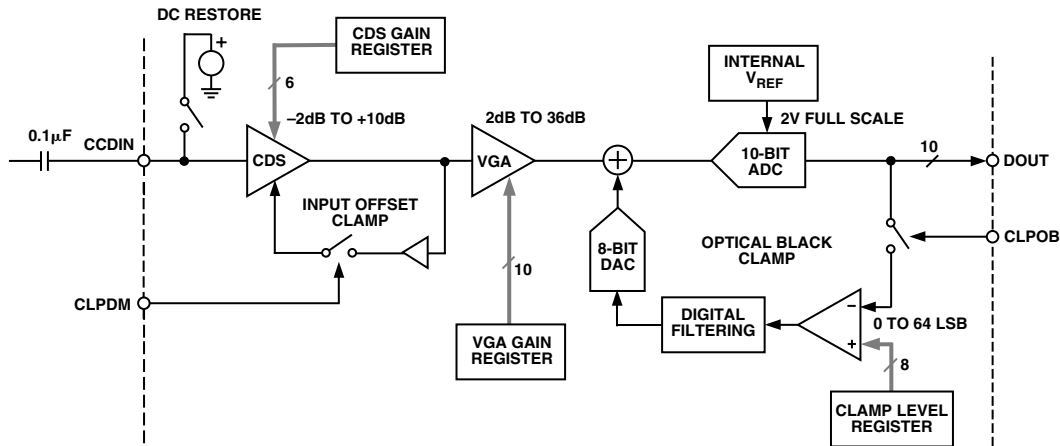 DC RESTORE
+
CDS GAIN
REGISTER
INTERNAL
VREF
6
–2dB TO +10dB
2dB TO 36dB
2V FULL SCALE
0.1μF
CCDIN
CDS
VGA
+
10-BIT
ADC
10
DOUT
INPUT OFFSET
CLAMP
8-BIT
DAC
OPTICAL BLACK
CLAMP
CLPOB
10
CLPDM
DIGITAL
FILTERING
–
+
0 TO 64 LSB
VGA GAIN
REGISTER
8
CLAMP LEVEL
REGISTER